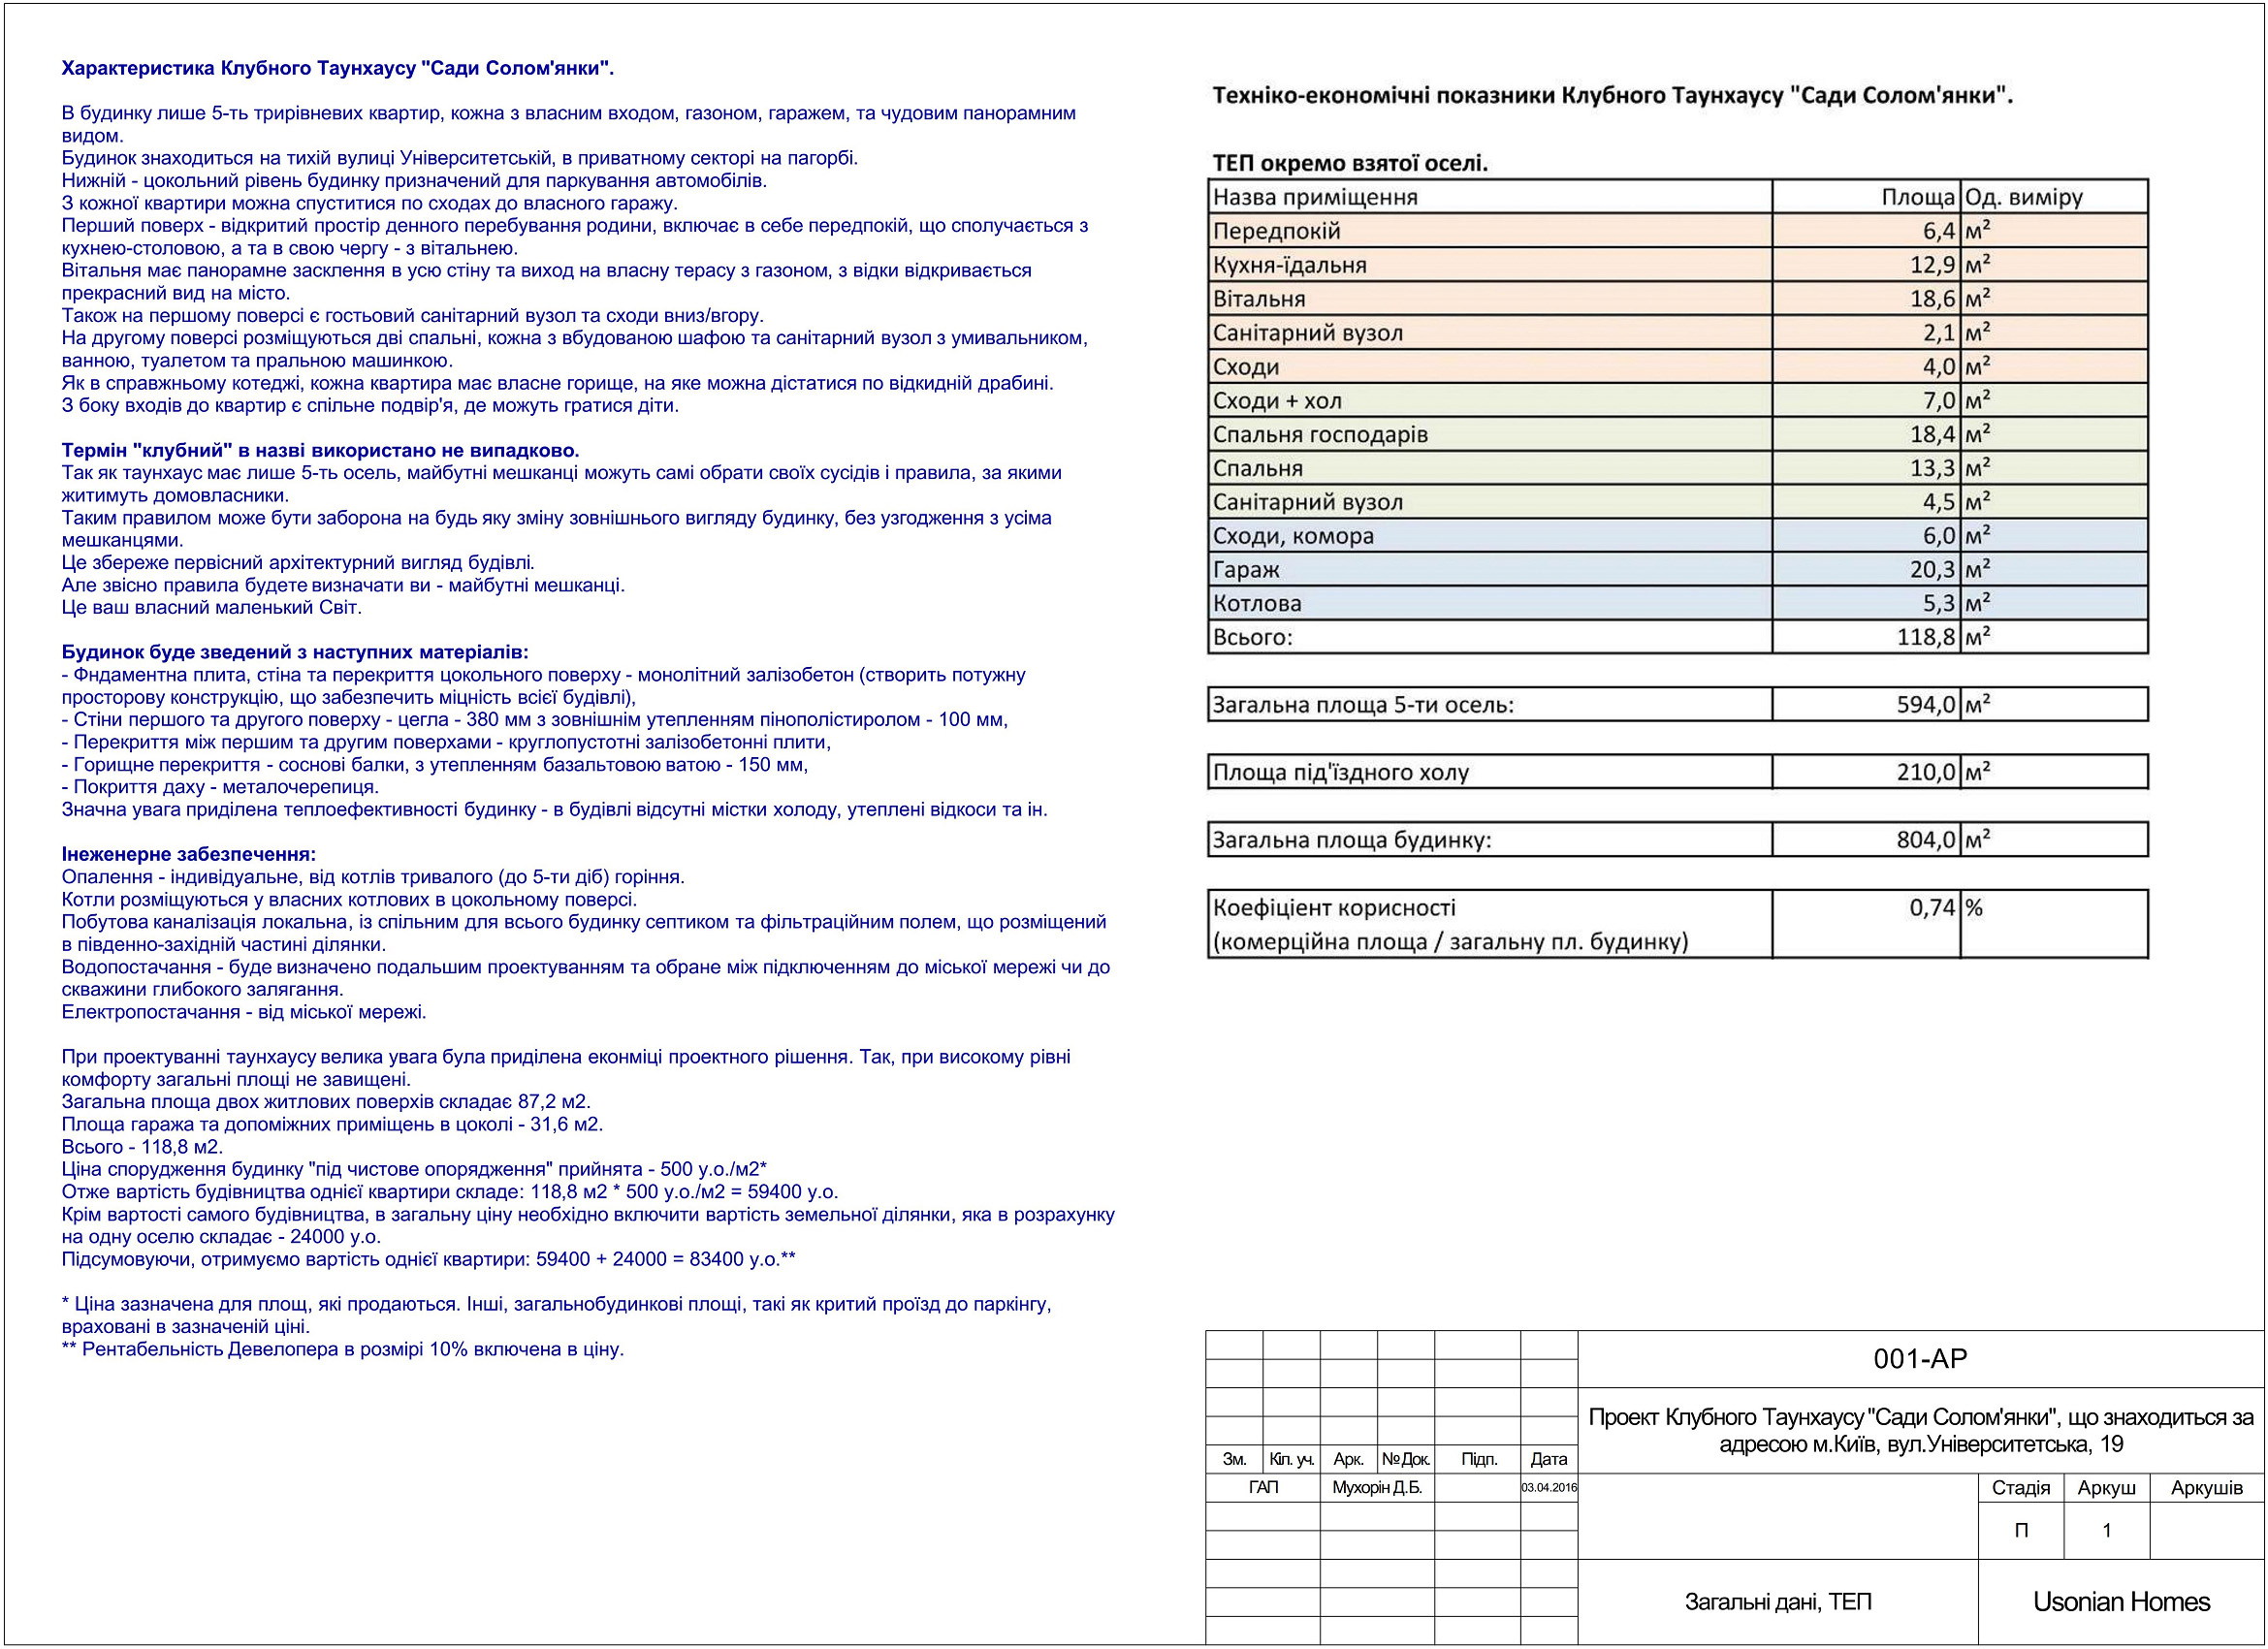 Характеристика Клубного Таунхаусу "Сади Солом'янки".
В будинку лише 5-ть трирівневих квартир, кожна з власним входом, газоном, гаражем, та чудовим панорамним
видом.
Будинок знаходиться на тихій вулиці Університетській, в приватному секторі на пагорбі.
Нижній - цокольний рівень будинку призначений для паркування автомобілів.
З кожної квартири можна спуститися по сходах до власного гаражу.
Перший поверх - відкритий простір денного перебування родини, включає в себе передпокій, що сполучається з
кухнею-столовою, а та в свою чергу - з вітальнею.
Вітальня має панорамне засклення в усю стіну та виход на власну терасу з газоном, з відки відкривається
прекрасний вид на місто.
Також на першому поверсі є гостьовий санітарний вузол та сходи вниз/вгору.
На другому поверсі розміщуються дві спальні, кожна з вбудованою шафою та санітарний вузол з умивальником,
ванною, туалетом та пральною машинкою.
Як в справжньому котеджі, кожна квартира має власне горище, на яке можна дістатися по відкидній драбині.
З боку входів до квартир є спільне подвір'я, де можуть гратися діти.
Термін "клубний" в назві використано не випадково.
Так як таунхаус має лише 5-ть осель, майбутні мешканці можуть самі обрати своїх сусідів і правила, за якими
житимуть домовласники.
Таким правилом може бути заборона на будь яку зміну зовнішнього вигляду будинку, без узгодження з усіма
мешканцями.
Це збереже первісний архітектурний вигляд будівлі.
Але звісно правила будете визначати ви - майбутні мешканці.
Це ваш власний маленький Світ.
Будинок буде зведений з наступних матеріалів:
- Фндаментна плита, стіна та перекриття цокольного поверху - монолітний залізобетон (створить потужну
просторову конструкцію, що забезпечить міцність всієї будівлі),
- Стіни першого та другого поверху - цегла - 380 мм з зовнішнім утепленням пінополістиролом - 100 мм,
- Перекриття між першим та другим поверхами - круглопустотні залізобетонні плити,
- Горищне перекриття - соснові балки, з утепленням базальтовою ватою - 150 мм,
- Покриття даху - металочерепиця.
Значна увага приділена теплоефективності будинку - в будівлі відсутні містки холоду, утеплені відкоси та ін.
Інеженерне забезпечення:
Опалення - індивідуальне, від котлів тривалого (до 5-ти діб) горіння.
Котли розміщуються у власних котлових в цокольному поверсі.
Побутова каналізація локальна, із спільним для всього будинку септиком та фільтраційним полем, що розміщений
в південно-західній частині ділянки.
Водопостачання - буде визначено подальшим проектуванням та обране між підключенням до міської мережі чи до
скважини глибокого залягання.
Електропостачання - від міської мережі.
При проектуванні таунхаусу велика увага була приділена еконміці проектного рішення. Так, при високому рівні
комфорту загальні площі не завищені.
Загальна площа двох житлових поверхів складає 87,2 м2.
Площа гаража та допоміжних приміщень в цоколі - 31,6 м2.
Всього - 118,8 м2.
Ціна спорудження будинку "під чистове опорядження" прийнята - 500 у.о./м2*
Отже вартість будівництва однієї квартири складе: 118,8 м2 * 500 у.о./м2 = 59400 у.о.
Крім вартості самого будівництва, в загальну ціну необхідно включити вартість земельної ділянки, яка в розрахунку
на одну оселю складає - 24000 у.о.
Підсумовуючи, отримуємо вартість однієї квартири: 59400 + 24000 = 83400 у.о.**
* Ціна зазначена для площ, які продаються. Інші, загальнобудинкові площі, такі як критий проїзд до паркінгу,
враховані в зазначеній ціні.
** Рентабельність Девелопера в розмірі 10% включена в ціну.
Техніко-економічні показники Клубного Таунхаусу "Сади Солом'янки".
ТЕП окремо взятої оселі.
Назва приміщення Площа Од. виміру
Передпокій 6,4 м²
Кухня-їдальня 12,9 м²
Вітальня 18,6 м²
Санітарний вузол 2,1 м²
Сходи 4,0 м²
Сходи + хол 7,0 м²
Спальня господарів 18,4 м²
Спальня 13,3 м²
Санітарний вузол 4,5 м²
Сходи, комора 6,0 м²
Гараж 20,3 м²
Котлова 5,3 м²
Всього: 118,8 м²
Загальна площа 5-ти осель: 594,0 м²
Площа під'їздного холу 210,0 м²
Загальна площа будинку: 804,0 м²
Коефіцієнт корисності 0,74 %
(комерційна площа / загальну пл. будинку)
001-АР
Проект Клубного Таунхаусу "Сади Солом'янки", що знаходиться за
адресою м.Київ, вул.Університетська, 19
Зм. Кіл. уч. Арк. №Док. Підп. Дата
ГАП Мухорін Д.Б. 03.04.2016
Стадія Аркуш Аркушів
П 1
Загальні дані, ТЕП
Usonian Homes